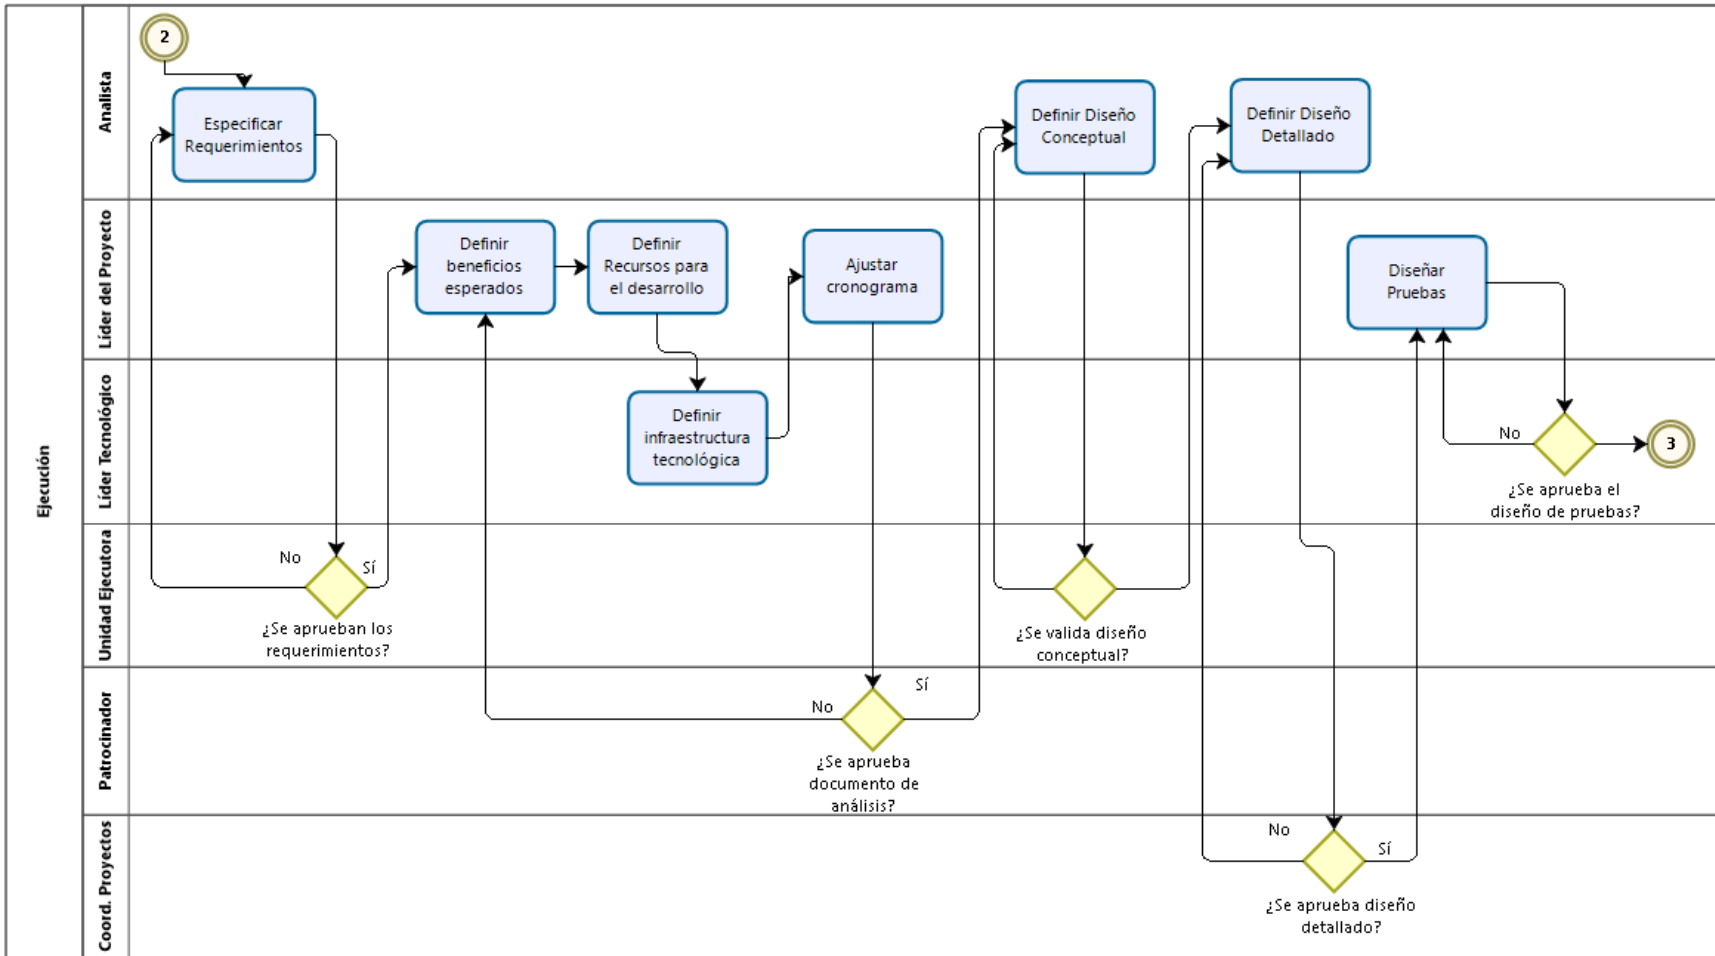 Ejecución
Analista
2
Especificar
Requerimientos
Definir Diseño
Conceptual
Definir Diseño
Detallado
Líder del Proyecto
Definir
beneficios
esperados
Definir
Recursos para
el desarrollo
Ajustar
cronograma
Diseñar
Pruebas
Líder Tecnológico
Definir
infraestructura
tecnológica
No
3
¿Se aprueba el
diseño de pruebas?
Unidad Ejecutora
No
Sí
¿Se aprueban los
requerimientos?
¿Se valida diseño
conceptual?
Patrocinador
No
Sí
¿Se aprueba
documento de
análisis?
Coord. Proyectos
No
Sí
¿Se aprueba diseño
detallado?